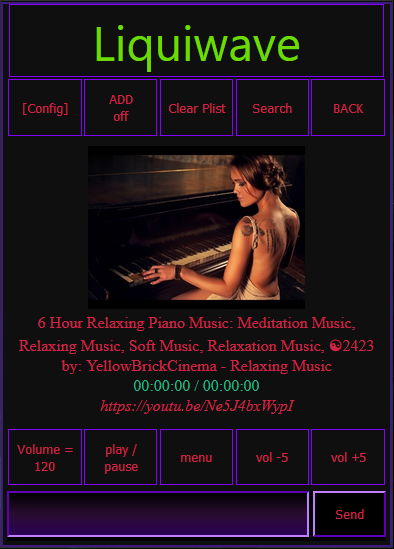 Liquiwave
[Config]
ADD
off
Clear Plist
Search
BACK
6 Hour Relaxing Piano Music: Meditation Music,
Relaxing Music, Soft Music, Relaxation Music, ☯2423
by: YellowBrickCinema - Relaxing Music
00:00:00 / 00:00:00
https://youtu.be/Ne5J4bxWypI
Volume =
120
play /
pause
menu
vol -5
vol +5
Send